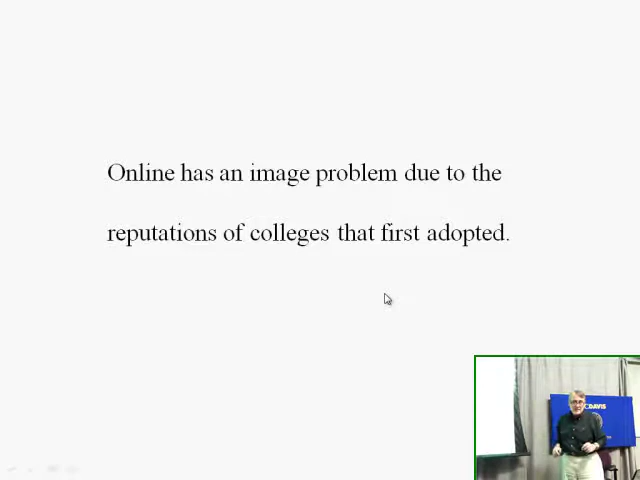 Online has an image problem due to the
reputations of colleges that first adopted.